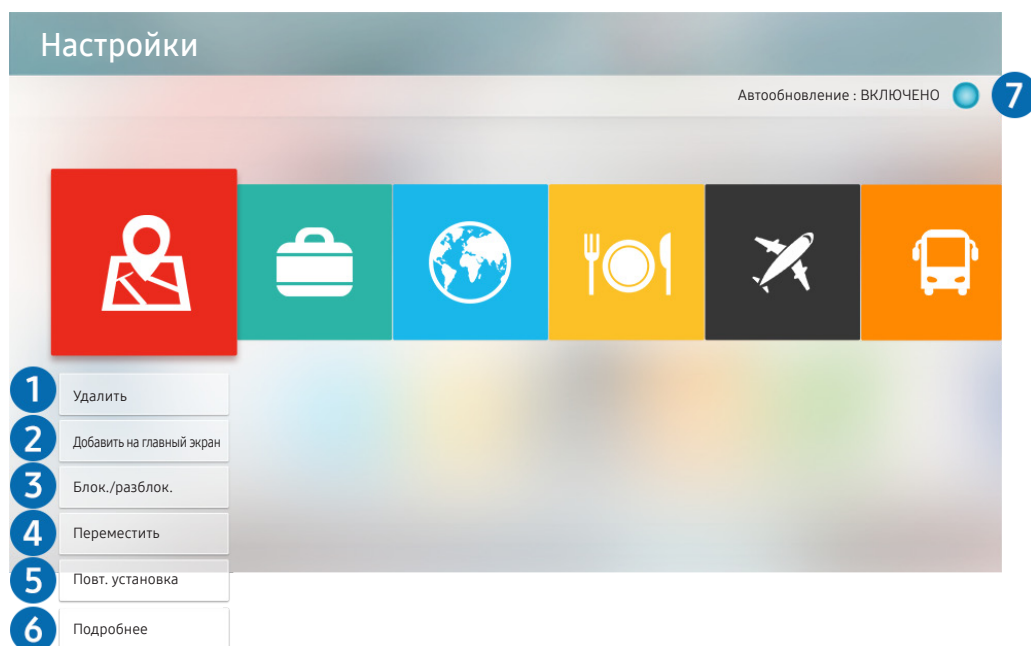 Настройки
Автообновление : ВКЛЮЧЕНО 7
1 Удалить
2 Добавить на главный экран
3 Блок./разблок.
4 Переместить
5 Повт. установка
6 Подробнее